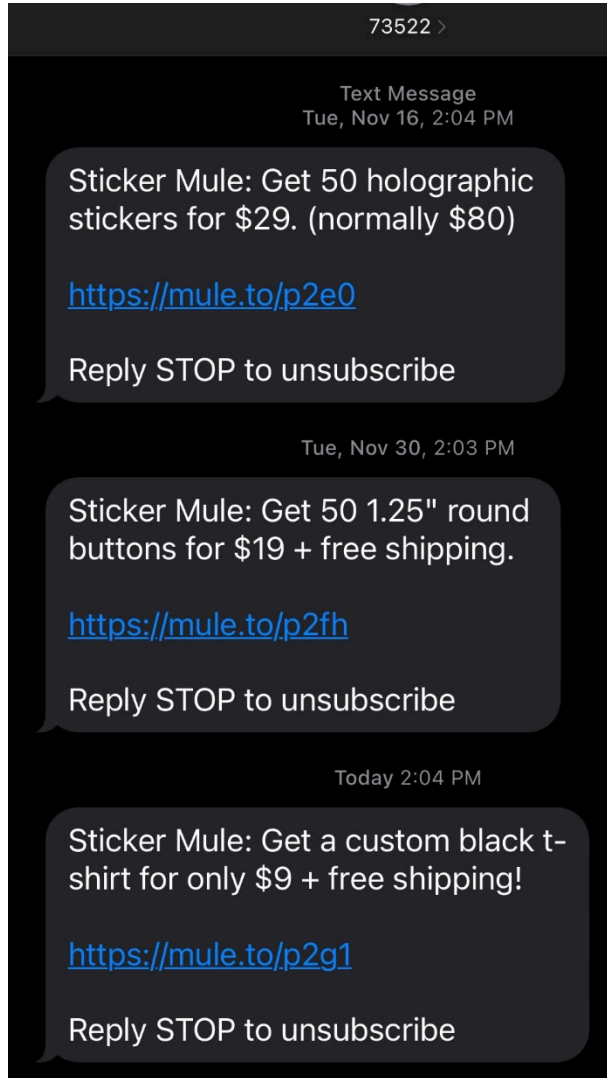 73522 >
Text Message
Tue, Nov 16, 2:04 PM
Sticker Mule: Get 50 holographic
stickers for $29. (normally $80)
https://mule.to/p2e0
Reply STOP to unsubscribe
Tue, Nov 30, 2:03 PM
Sticker Mule: Get 50 1.25" round
buttons for $19 + free shipping.
https://mule.to/p2fh
Reply STOP to unsubscribe
Today 2:04 PM
Sticker Mule: Get a custom black t-
shirt for only $9 + free shipping!
https://mule.to/p2g1
Reply STOP to unsubscribe